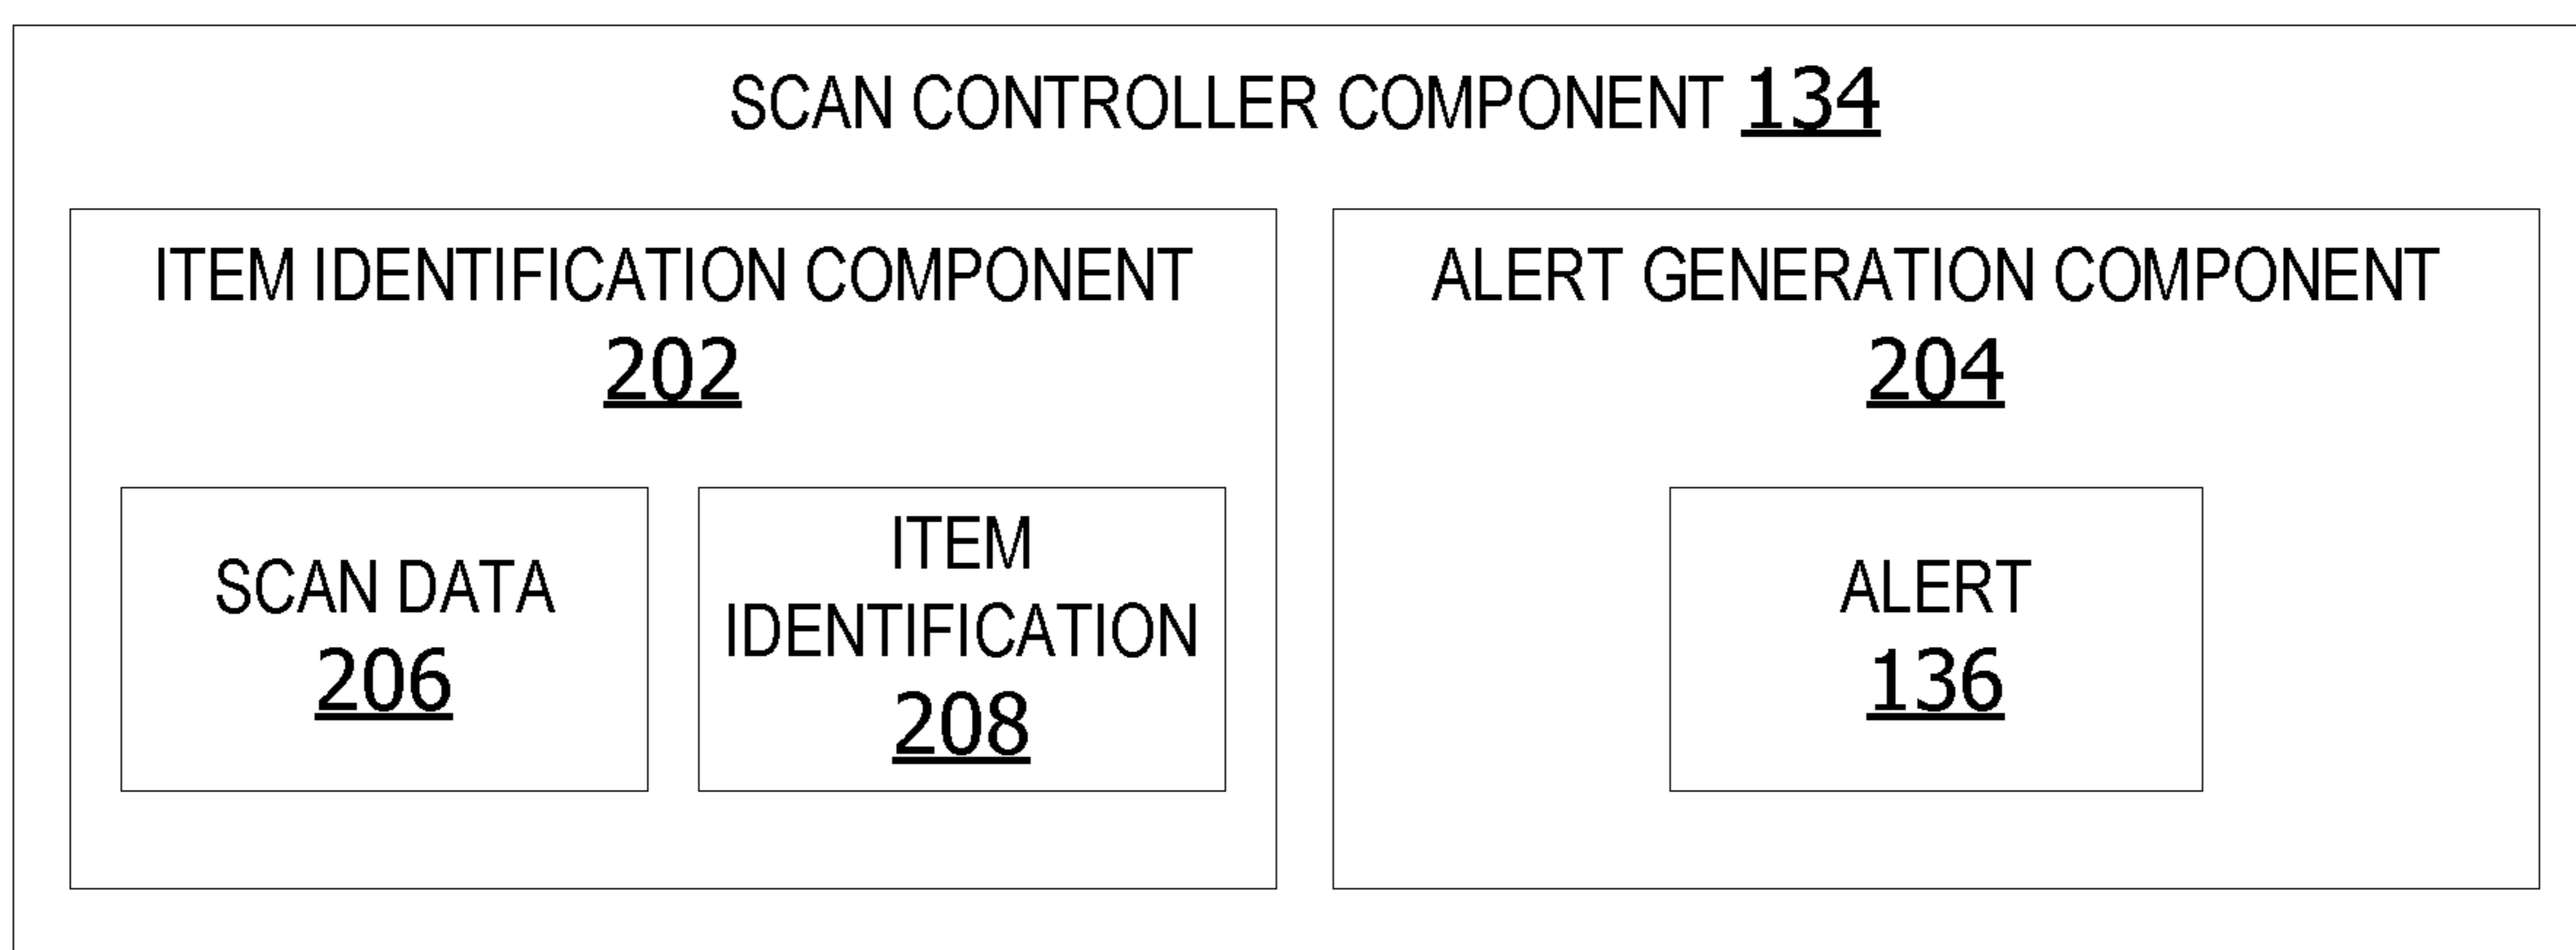 SCAN CONTROLLER COMPONENT 134
ITEM IDENTIFICATION COMPONENT
202
SCAN DATA
206
ITEM
IDENTIFICATION
208
ALERT GENERATION COMPONENT
204
ALERT
136